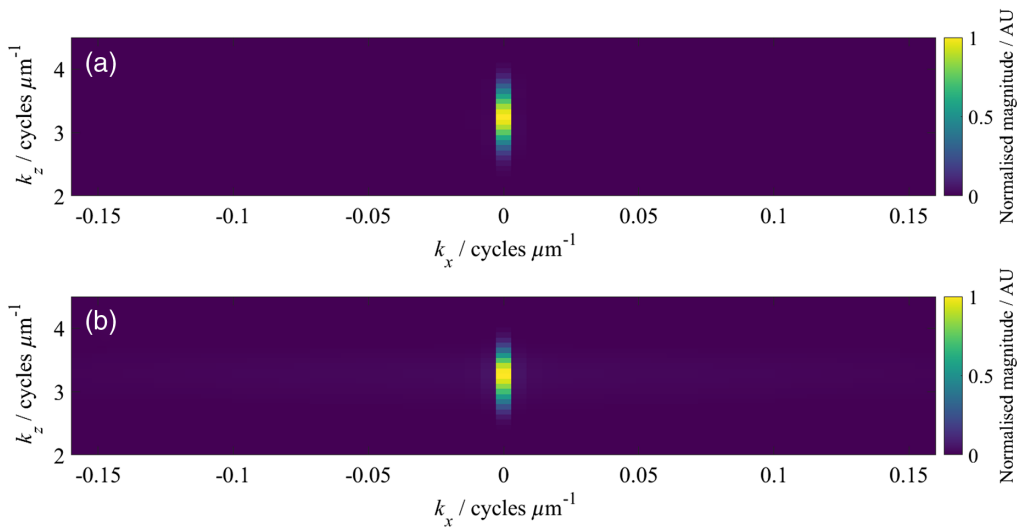 (a)
4
3
2
k_z / cycles µm⁻¹
-0.15 -0.1 -0.05 0 0.05 0.1 0.15
k_x / cycles µm⁻¹
1
0.5
0
Normalised magnitude / AU
(b)
4
3
2
k_z / cycles µm⁻¹
-0.15 -0.1 -0.05 0 0.05 0.1 0.15
k_x / cycles µm⁻¹
1
0.5
0
Normalised magnitude / AU